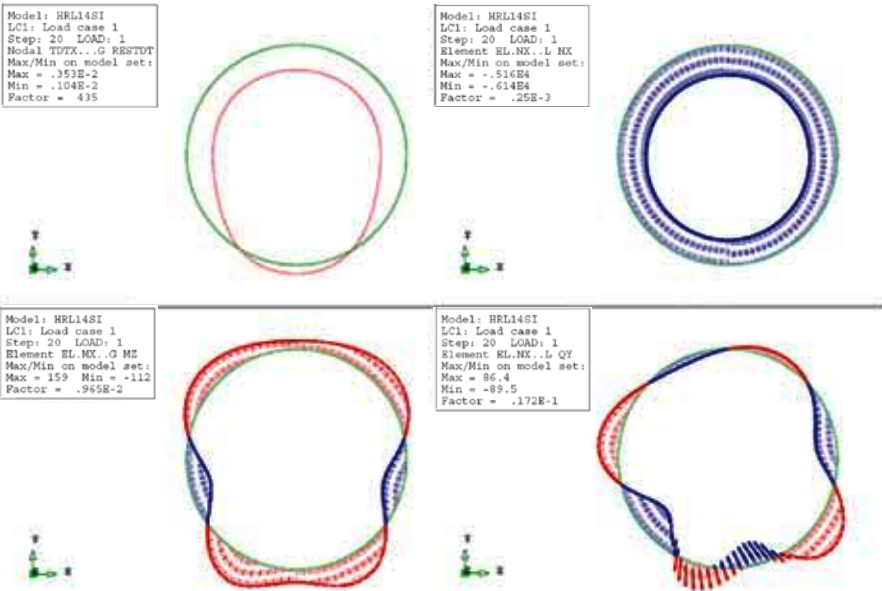 Model: HRL14SI
LC1: Load case 1
Step: 20 LOAD: 1
Nodal TDTX...G RESTDT
Max/Min on model set:
Max = .353E-2
Min = .104E-2
Factor = 435
Y
X
Model: HRL14SI
LC1: Load case 1
Step: 20 LOAD: 1
Element EL.NX..L NX
Max/Min on model set:
Max = -.516E4
Min = -.614E4
Factor = .25E-3
Y
X
Model: HRL14SI
LC1: Load case 1
Step: 20 LOAD: 1
Element EL.MX..G MZ
Max/Min on model set:
Max = 159 Min = -112
Factor = .965E-2
Y
X
Model: HRL14SI
LC1: Load case 1
Step: 20 LOAD: 1
Element EL.NX..L QY
Max/Min on model set:
Max = 86.4
Min = -89.5
Factor = .172E-1
Y
X